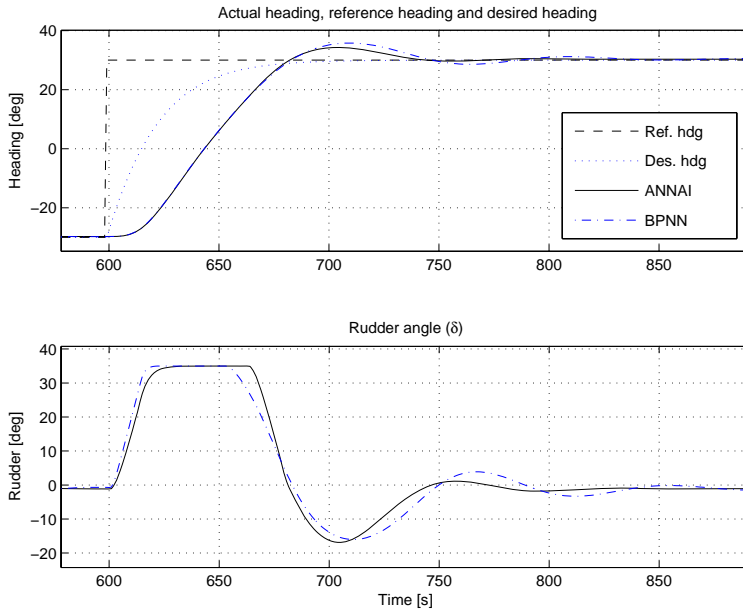 Actual heading, reference heading and desired heading
40
20
0
−20
Heading [deg]
Ref. hdg
Des. hdg
ANNAI
BPNN
600 650 700 750 800 850
Rudder angle (δ)
40
30
20
10
0
−10
−20
Rudder [deg]
600 650 700 750 800 850
Time [s]